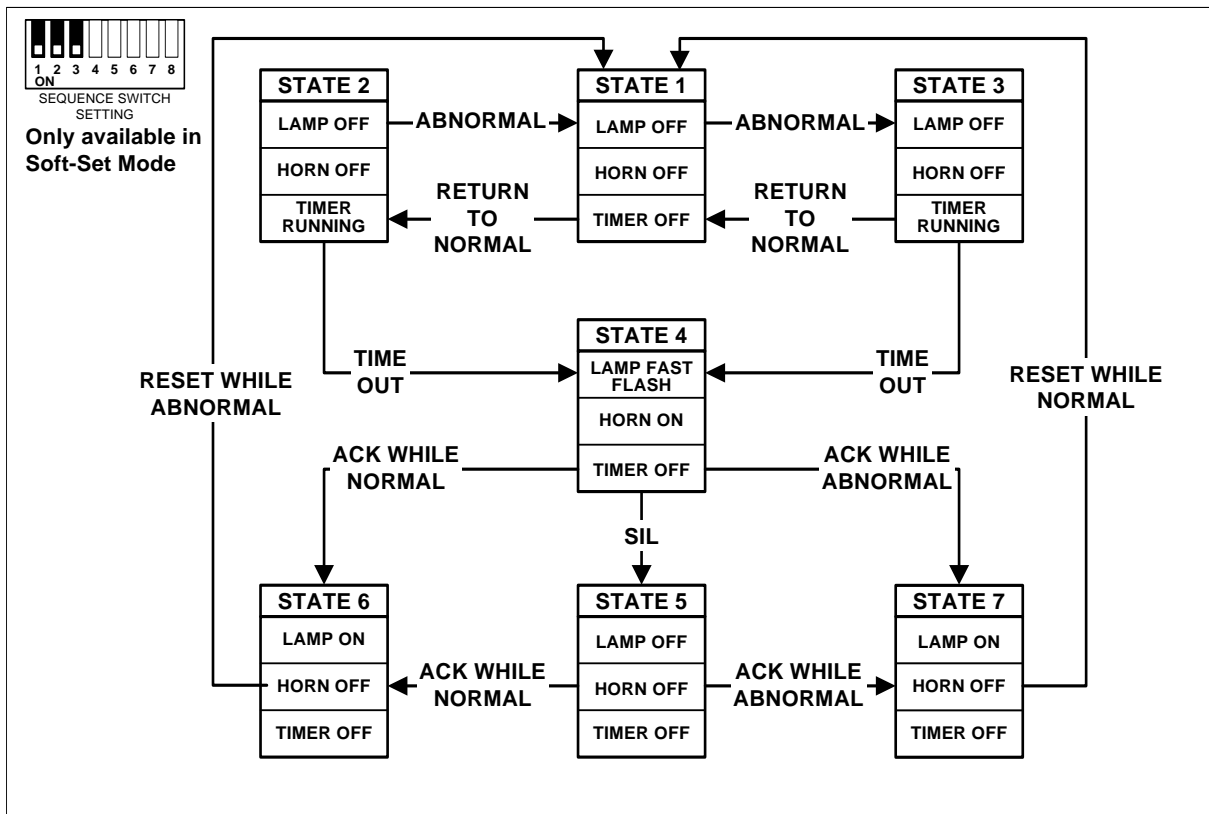 1 2 3 4 5 6 7 8
ON
SEQUENCE SWITCH
SETTING
Only available in
Soft-Set Mode
STATE 2
LAMP OFF
HORN OFF
TIMER
RUNNING
ABNORMAL
RETURN
TO
NORMAL
STATE 1
LAMP OFF
HORN OFF
TIMER OFF
ABNORMAL
RETURN
TO
NORMAL
STATE 3
LAMP OFF
HORN OFF
TIMER
RUNNING
RESET WHILE
ABNORMAL
TIME
OUT
STATE 4
LAMP FAST
FLASH
HORN ON
TIMER OFF
TIME
OUT
RESET WHILE
NORMAL
ACK WHILE
NORMAL
ACK WHILE
ABNORMAL
SIL
STATE 6
LAMP ON
HORN OFF
TIMER OFF
ACK WHILE
NORMAL
STATE 5
LAMP OFF
HORN OFF
TIMER OFF
ACK WHILE
ABNORMAL
STATE 7
LAMP ON
HORN OFF
TIMER OFF